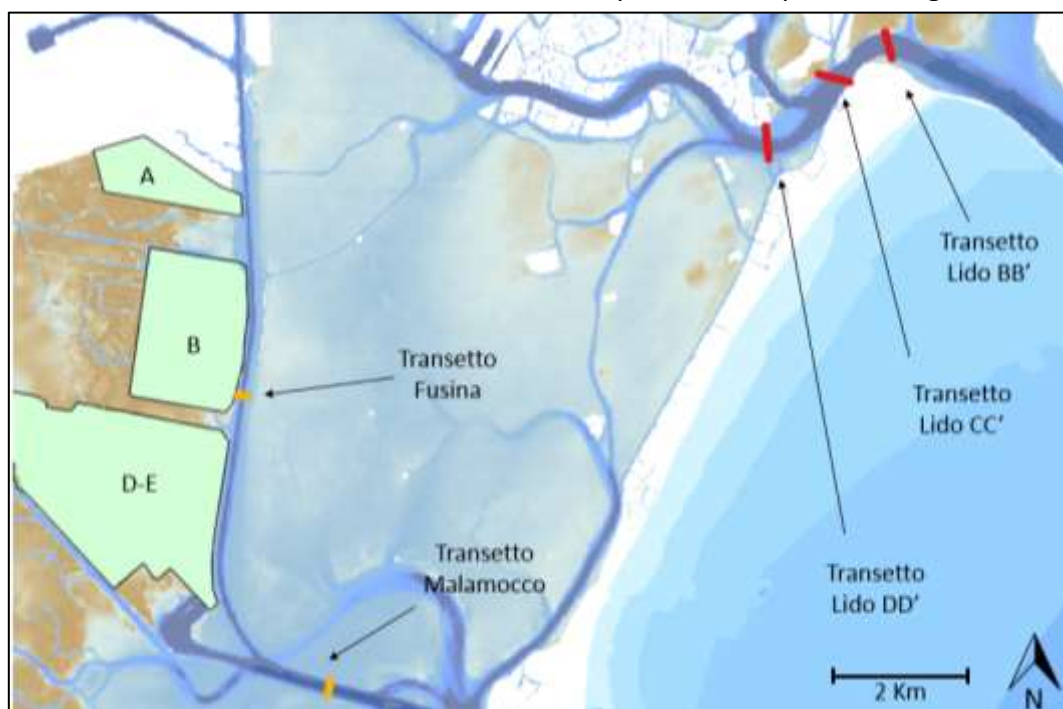 A
B
D-E
Transetto
Fusina
Transetto
Malamocco
Transetto
Lido BB'
Transetto
Lido CC'
Transetto
Lido DD'
2 Km
N